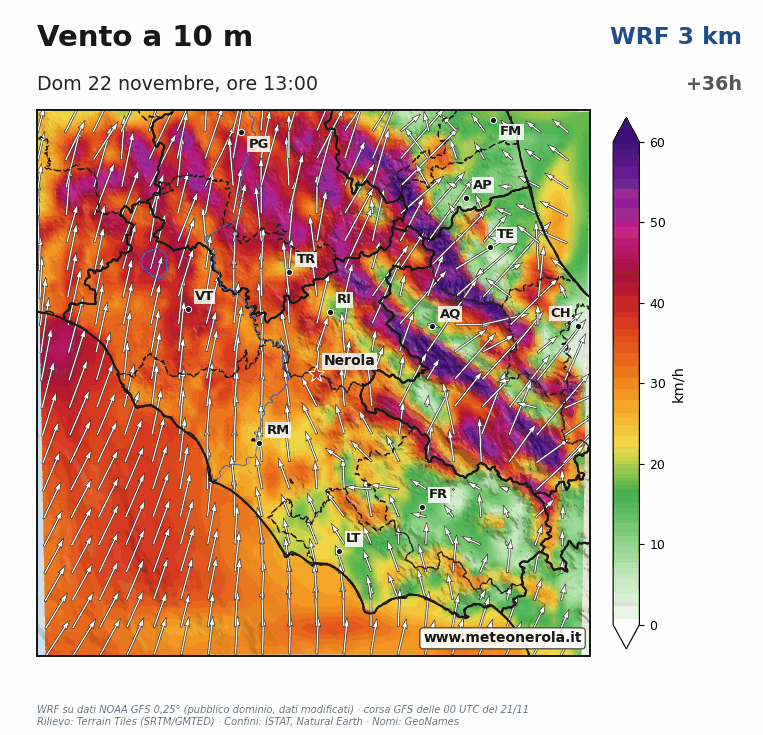 Vento a 10 m
WRF 3 km
Dom 22 novembre, ore 13:00
+36h
FM
PG
AP
TE
TR
VT
RI
AQ
CH
Nerola
RM
FR
LT
www.meteonerola.it
60
50
40
30
20
10
0
km/h
WRF su dati NOAA GFS 0,25° (pubblico dominio, dati modificati) · corsa GFS delle 00 UTC del 21/11
Rilievo: Terrain Tiles (SRTM/GMTED) · Confini: ISTAT, Natural Earth · Nomi: GeoNames